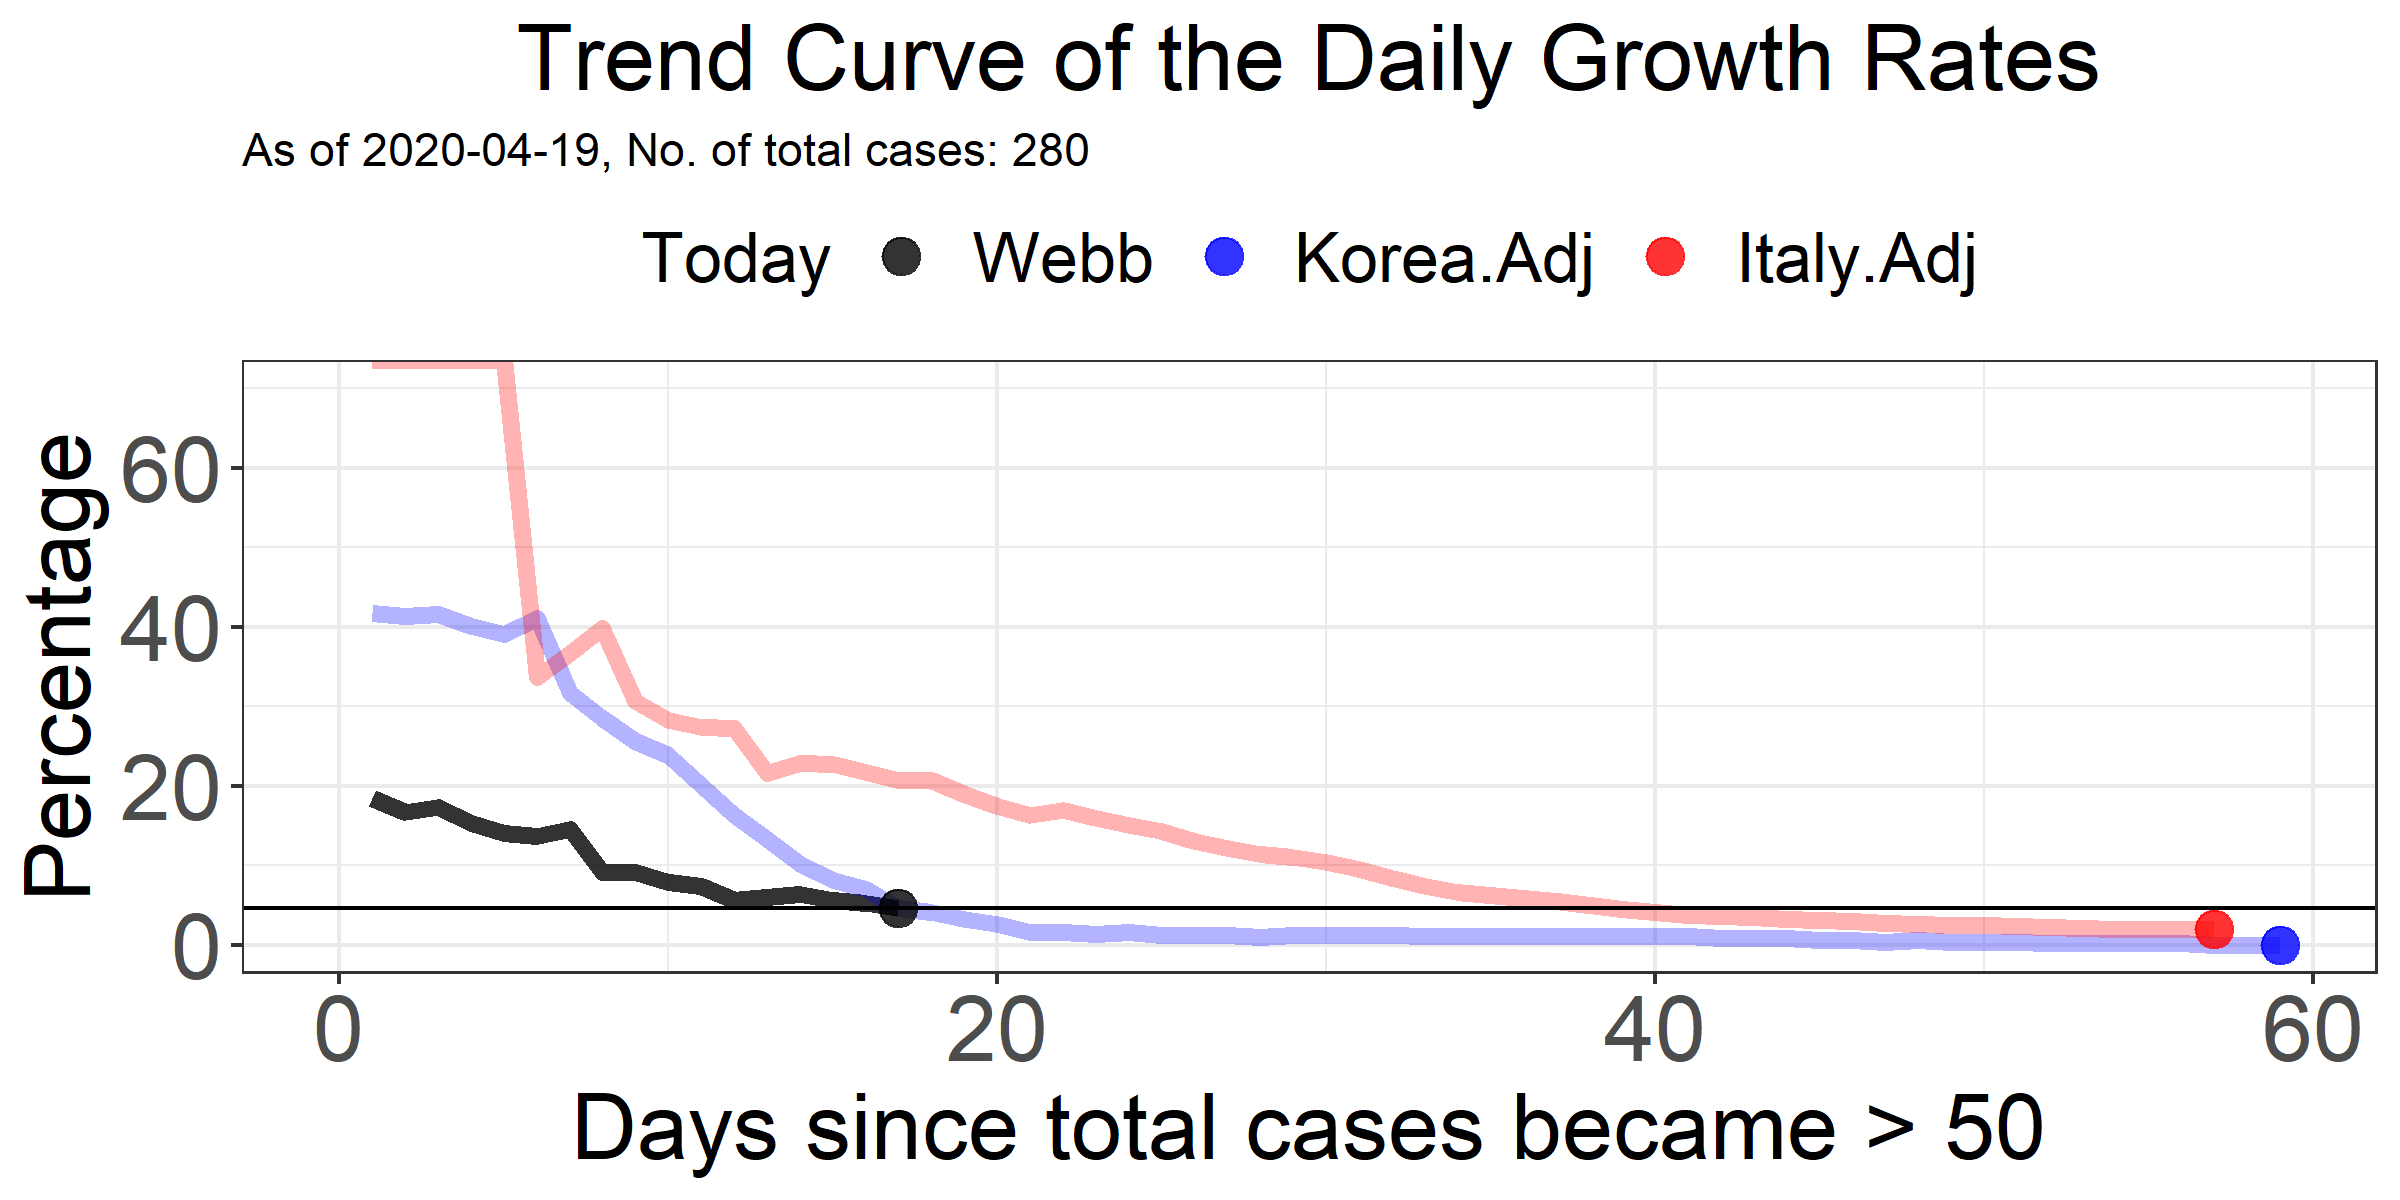 Trend Curve of the Daily Growth Rates
As of 2020-04-19, No. of total cases: 280
Today Webb Korea.Adj Italy.Adj
Percentage
60
40
20
0
0 20 40 60
Days since total cases became > 50